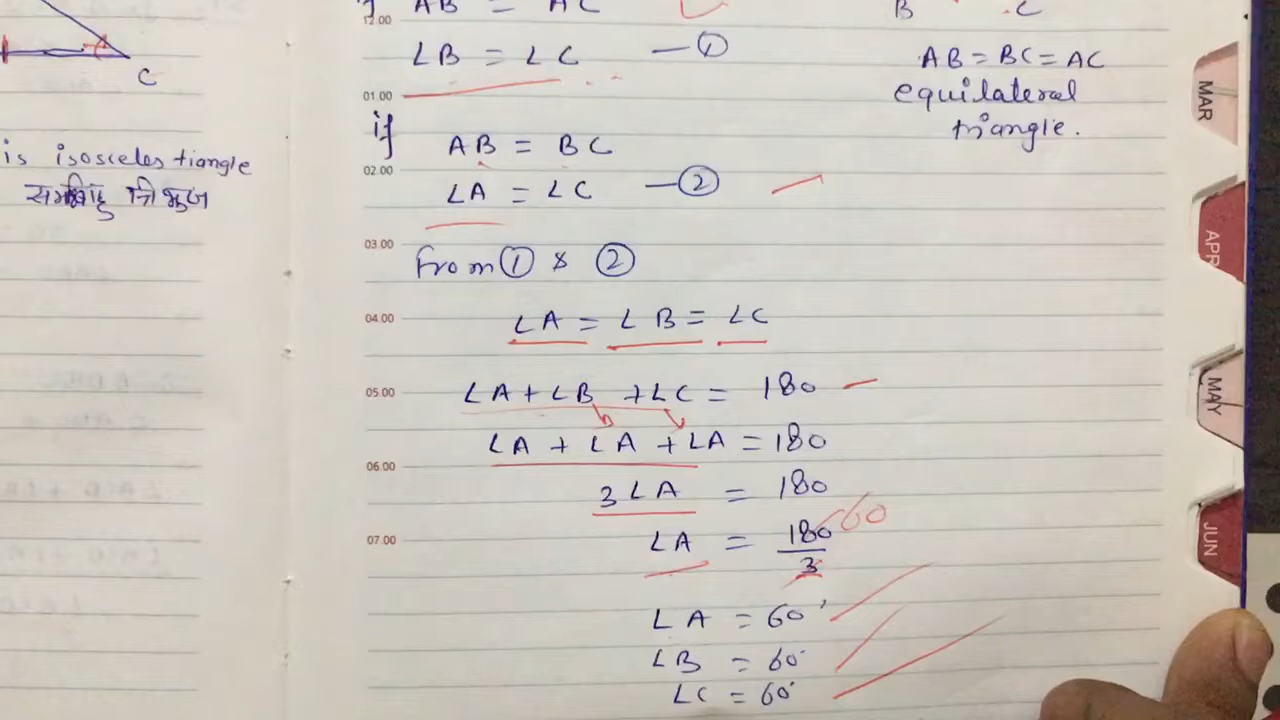 C
is isosceles tiangle
त्रिभुज
if AB = AC
12.00
∠B = ∠C —①
01.00
if
AB = BC
02.00
∠A = ∠C —②
03.00
From ① & ②
04.00
∠A = ∠B = ∠C
05.00
∠A + ∠B + ∠C = 180
∠A + ∠A + ∠A = 180
06.00
3∠A = 180
60
07.00
∠A = 180/3
∠A = 60°
∠B = 60°
∠C = 60°
B C
AB = BC = AC
equilateral
triangle.
MAR
APR
MAY
JUN